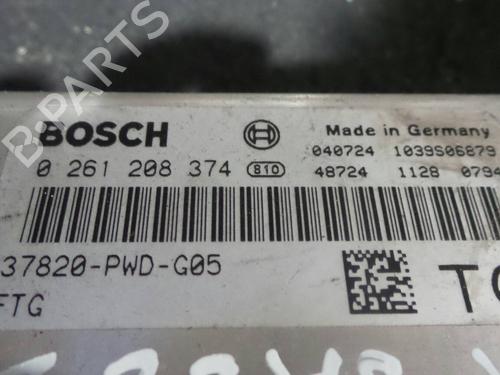 B-PARTS
BOSCH
Made in Germany
0 261 208 374 810
040724 1039S06879
48724 1128 0794
37820-PWD-G05
FTG